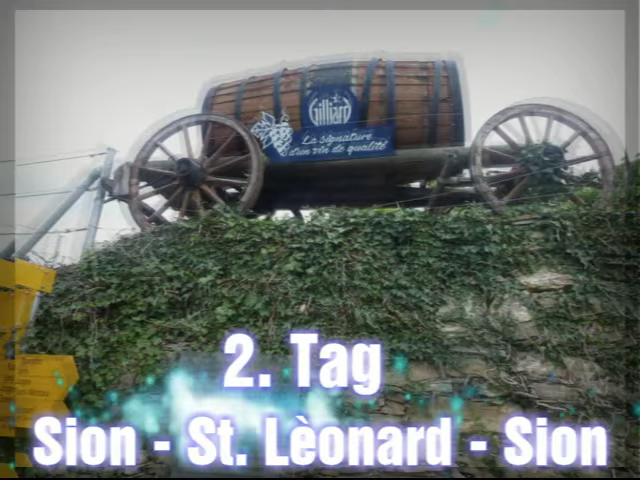 Gilliard
La signature
d'un vin de qualité
2. Tag
Sion - St. Lèonard - Sion